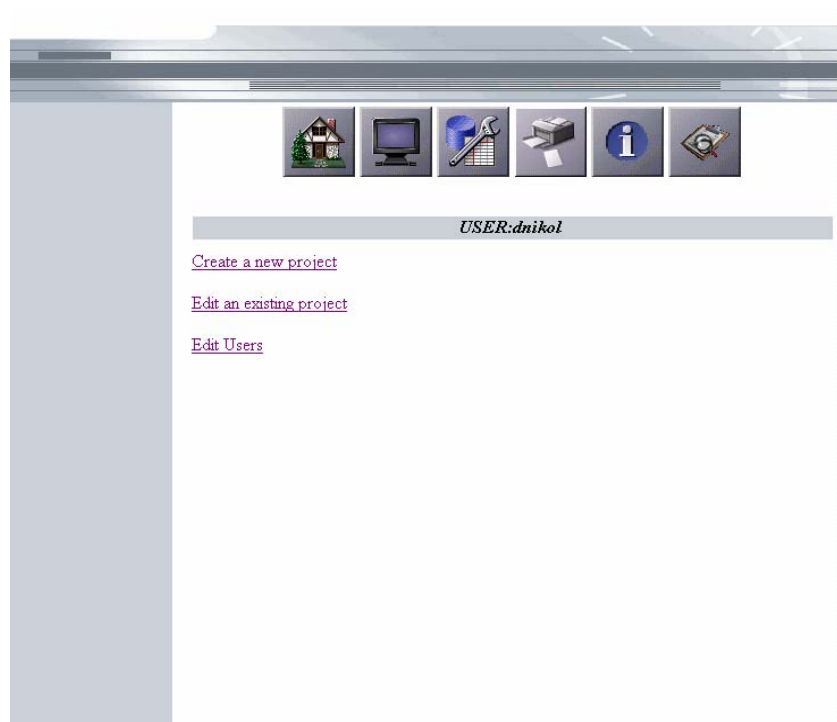 USER:dnikol
Create a new project
Edit an existing project
Edit Users